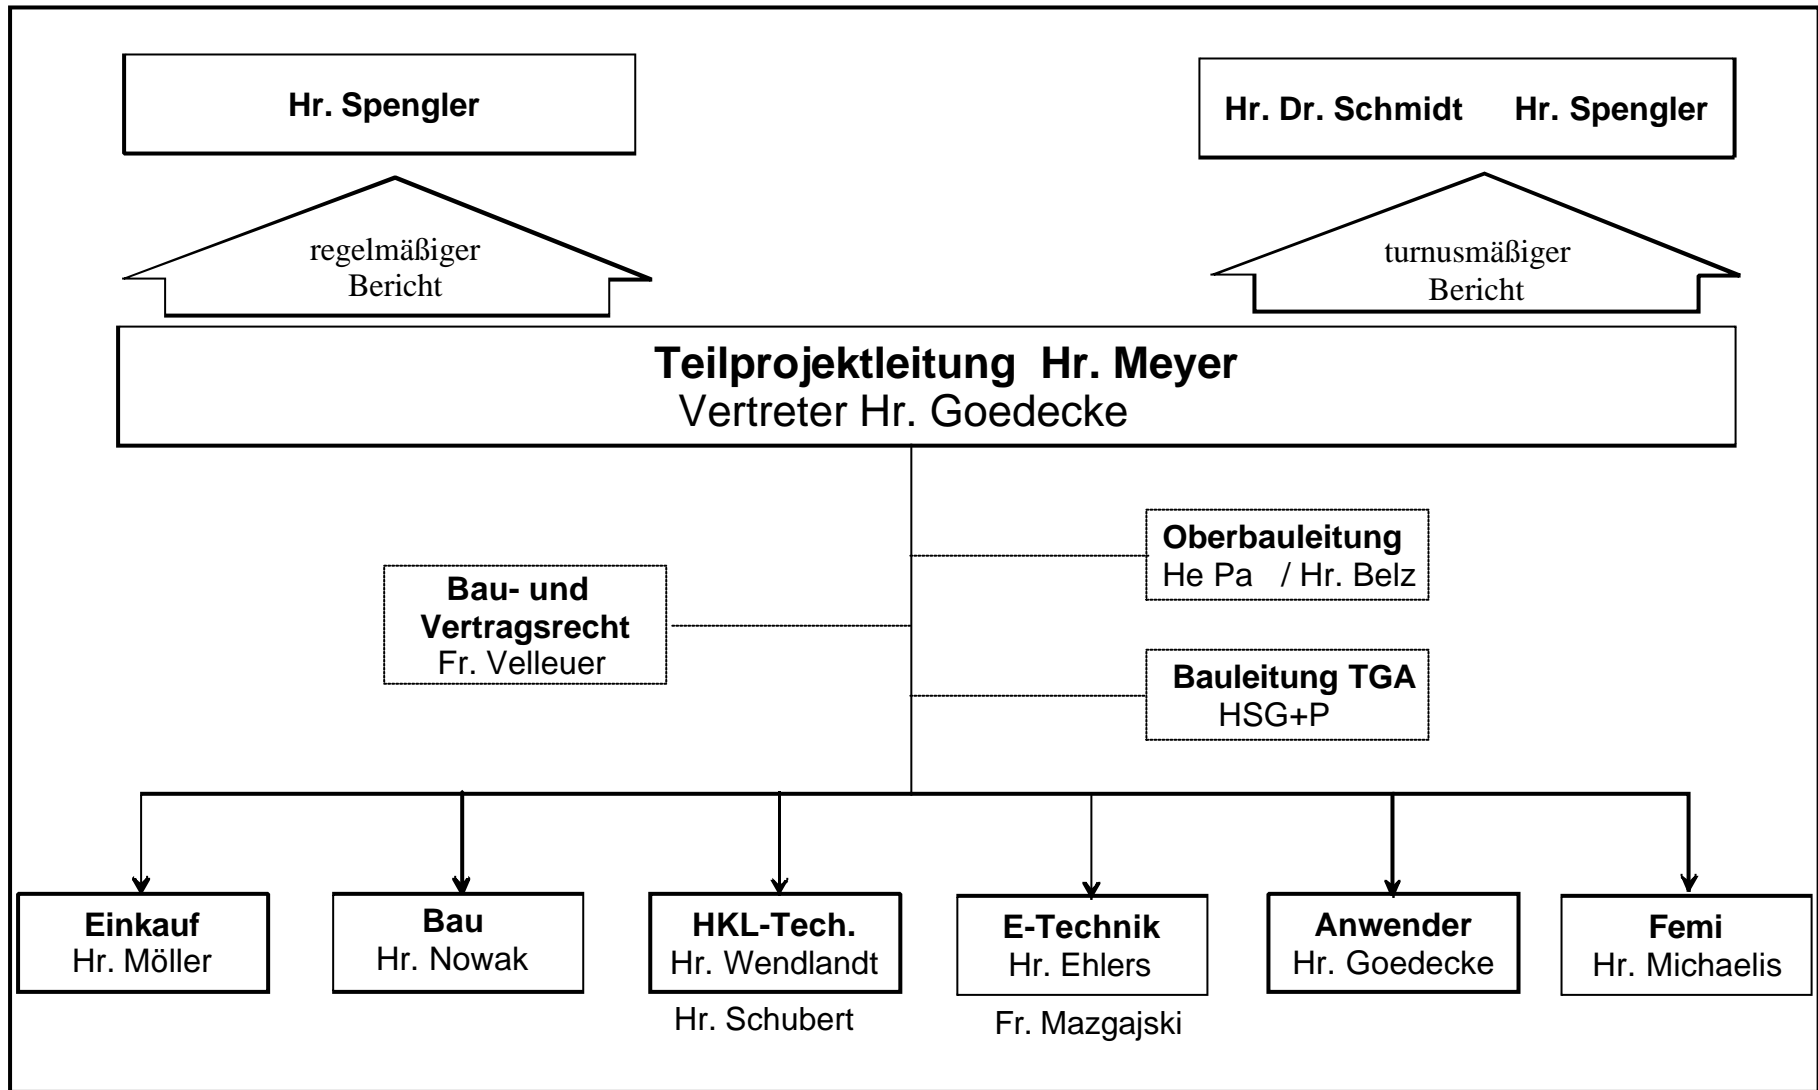 Hr. Spengler
Hr. Dr. Schmidt Hr. Spengler
regelmäßiger
Bericht
turnusmäßiger
Bericht
Teilprojektleitung Hr. Meyer
Vertreter Hr. Goedecke
Oberbauleitung
He Pa / Hr. Belz
Bau- und
Vertragsrecht
Fr. Velleuer
Bauleitung TGA
HSG+P
Einkauf
Hr. Möller
Bau
Hr. Nowak
HKL-Tech.
Hr. Wendlandt
Hr. Schubert
E-Technik
Hr. Ehlers
Fr. Mazgajski
Anwender
Hr. Goedecke
Femi
Hr. Michaelis